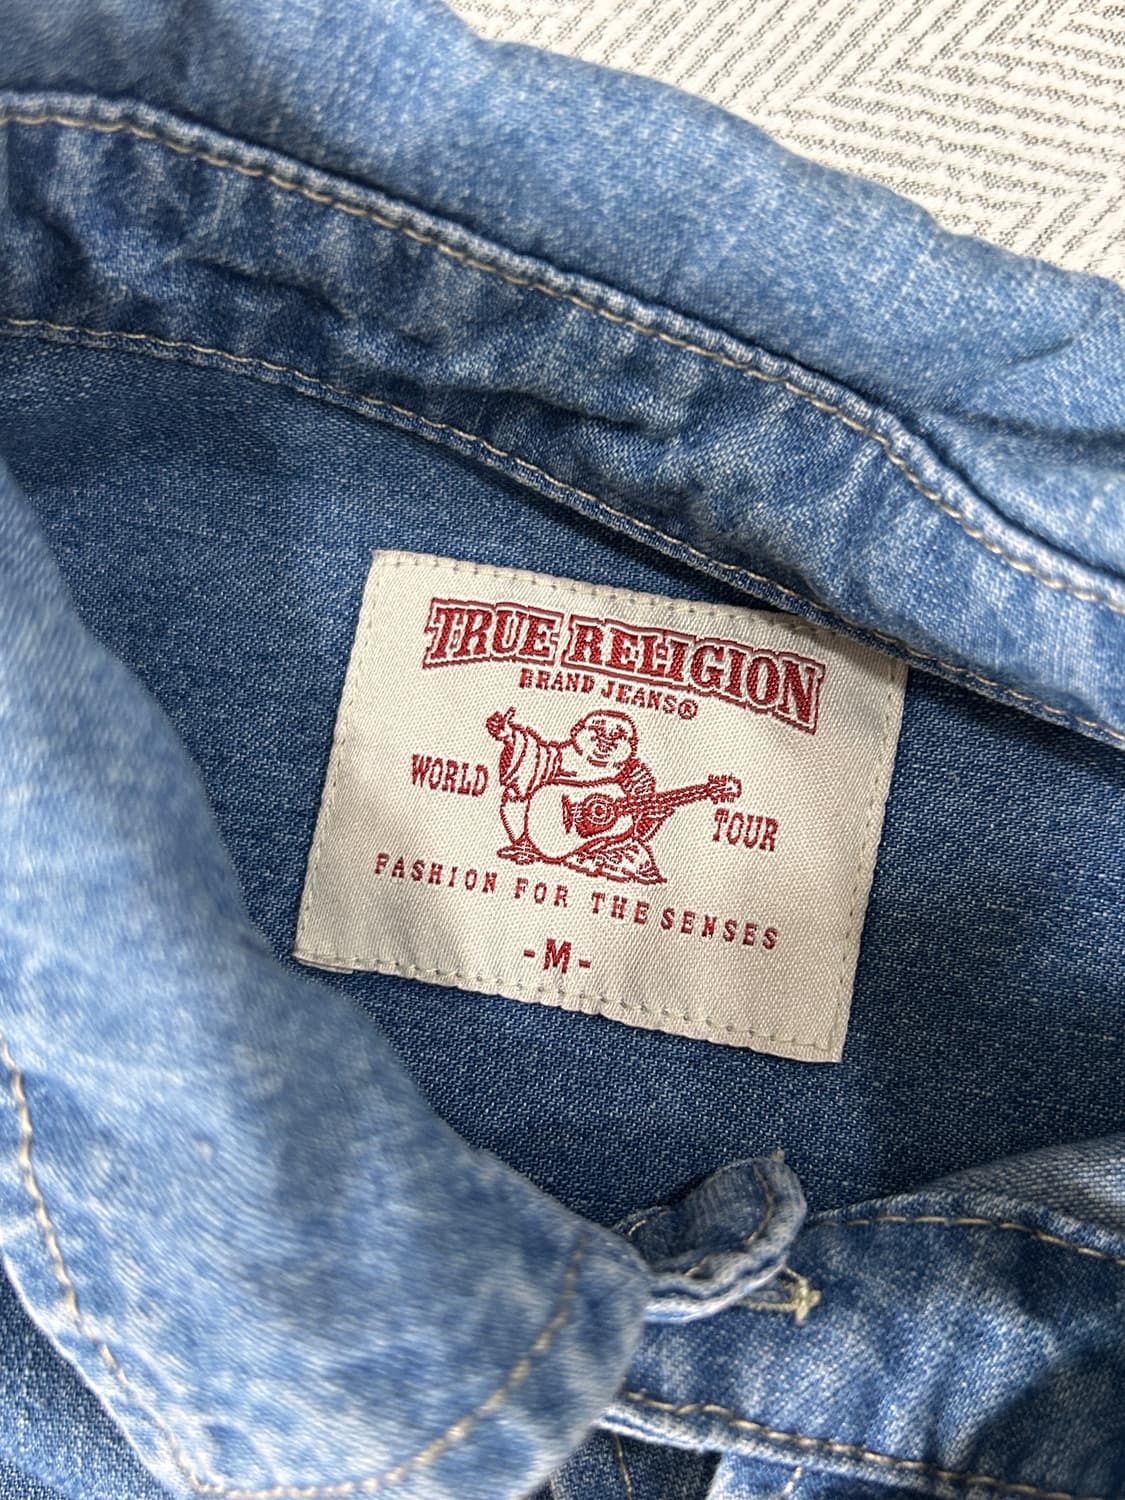 TRUE RELIGION
BRAND JEANS®
WORLD TOUR
FASHION FOR THE SENSES
-M-